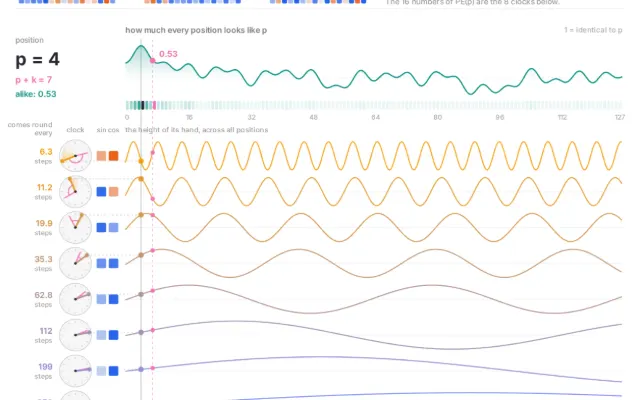 The 16 numbers of PE(p) are the 8 clocks below.
how much every position looks like p
1 = identical to p
position
p = 4
p + k = 7
alike: 0.53
0.53
0 16 32 48 64 80 96 112 127
comes round every
clock
sin cos
the height of its hand, across all positions
6.3 steps
11.2 steps
19.9 steps
35.3 steps
62.8 steps
112 steps
199 steps